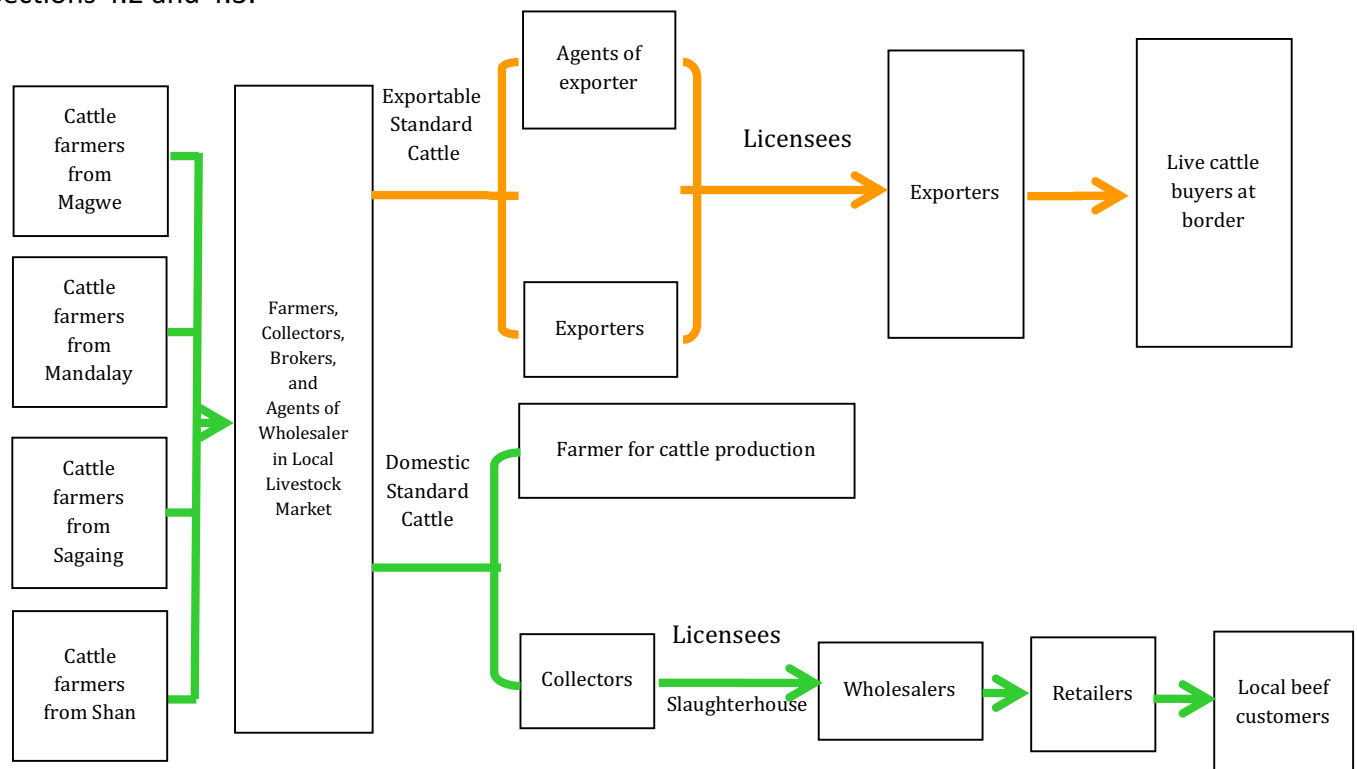 Cattle
farmers
from
Magwe
Cattle
farmers
from
Mandalay
Cattle
farmers
from
Sagaing
Cattle
farmers
from Shan
Farmers,
Collectors,
Brokers,
and
Agents of
Wholesaler
in Local
Livestock
Market
Exportable
Standard
Cattle
Agents of
exporter
Exporters
Licensees
Exporters
Live cattle
buyers at
border
Domestic
Standard
Cattle
Farmer for cattle production
Collectors
Licensees
Slaughterhouse
Wholesalers
Retailers
Local beef
customers